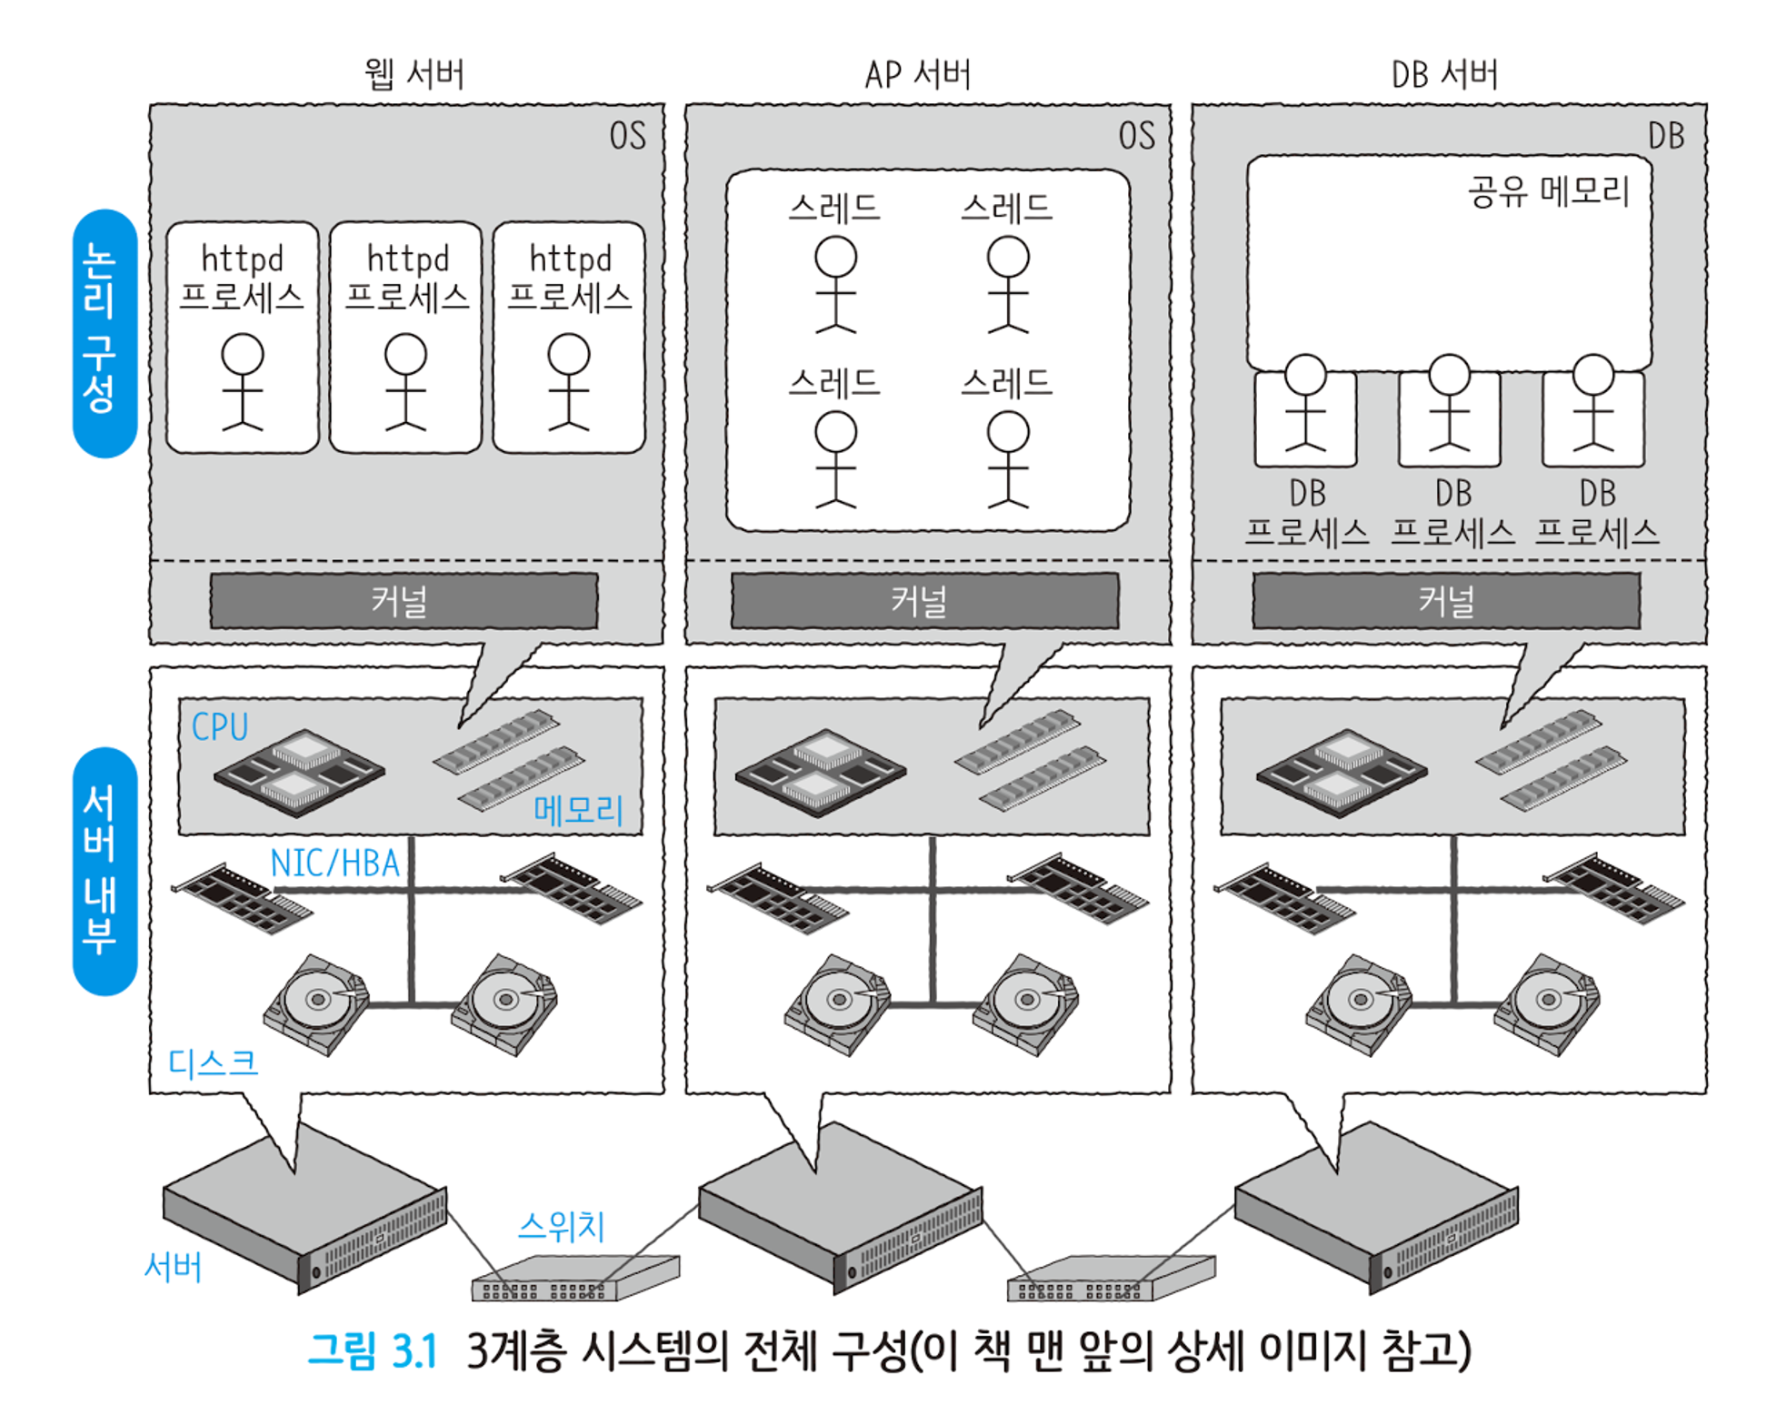 웹 서버
AP 서버
DB 서버
논리 구성
OS
httpd
프로세스
httpd
프로세스
httpd
프로세스
커널
OS
스레드
스레드
스레드
스레드
커널
DB
공유 메모리
DB
프로세스
DB
프로세스
DB
프로세스
커널
서버 내부
CPU
메모리
NIC/HBA
디스크
서버
스위치
그림 3.1 3계층 시스템의 전체 구성(이 책 맨 앞의 상세 이미지 참고)